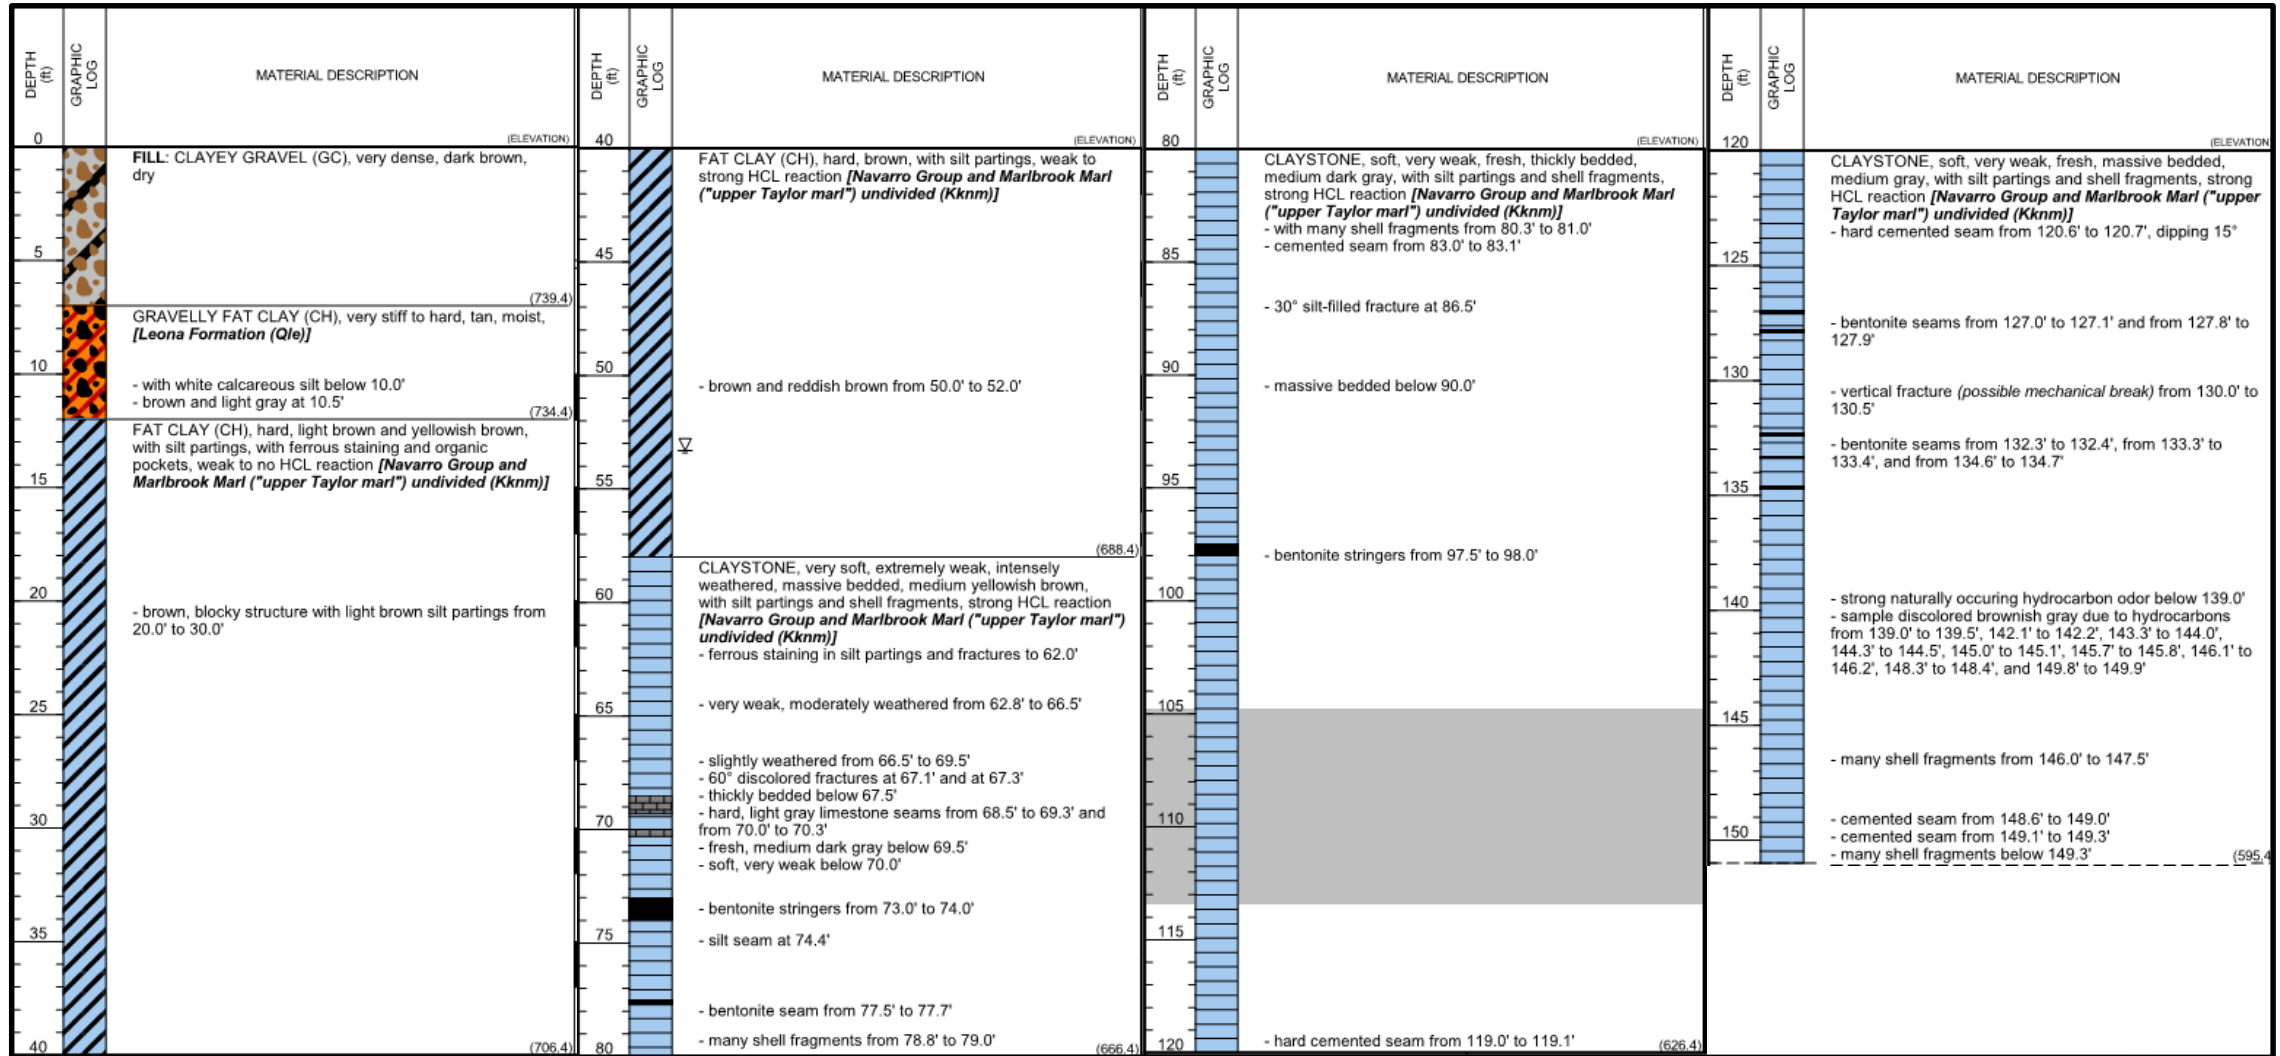 DEPTH
(ft)
GRAPHIC
LOG
MATERIAL DESCRIPTION
0
(ELEVATION)
FILL: CLAYEY GRAVEL (GC), very dense, dark brown,
dry
5
(739.4)
GRAVELLY FAT CLAY (CH), very stiff to hard, tan, moist,
[Leona Formation (Qle)]
10
- with white calcareous silt below 10.0'
- brown and light gray at 10.5'
(734.4)
FAT CLAY (CH), hard, light brown and yellowish brown,
with silt partings, with ferrous staining and organic
pockets, weak to no HCL reaction [Navarro Group and
Marlbrook Marl ("upper Taylor marl") undivided (Kknm)]
15
20
- brown, blocky structure with light brown silt partings from
20.0' to 30.0'
25
30
35
40
(706.4)
DEPTH
(ft)
GRAPHIC
LOG
MATERIAL DESCRIPTION
40
(ELEVATION)
FAT CLAY (CH), hard, brown, with silt partings, weak to
strong HCL reaction [Navarro Group and Marlbrook Marl
("upper Taylor marl") undivided (Kknm)]
45
50
- brown and reddish brown from 50.0' to 52.0'
55
(688.4)
CLAYSTONE, very soft, extremely weak, intensely
weathered, massive bedded, medium yellowish brown,
60
with silt partings and shell fragments, strong HCL reaction
[Navarro Group and Marlbrook Marl ("upper Taylor marl")
undivided (Kknm)]
- ferrous staining in silt partings and fractures to 62.0'
65
- very weak, moderately weathered from 62.8' to 66.5'
- slightly weathered from 66.5' to 69.5'
- 60° discolored fractures at 67.1' and at 67.3'
- thickly bedded below 67.5'
- hard, light gray limestone seams from 68.5' to 69.3' and
70
from 70.0' to 70.3'
- fresh, medium dark gray below 69.5'
- soft, very weak below 70.0'
- bentonite stringers from 73.0' to 74.0'
75
- silt seam at 74.4'
- bentonite seam from 77.5' to 77.7'
- many shell fragments from 78.8' to 79.0'
80
(666.4)
DEPTH
(ft)
GRAPHIC
LOG
MATERIAL DESCRIPTION
80
(ELEVATION)
CLAYSTONE, soft, very weak, fresh, thickly bedded,
medium dark gray, with silt partings and shell fragments,
strong HCL reaction [Navarro Group and Marlbrook Marl
("upper Taylor marl") undivided (Kknm)]
- with many shell fragments from 80.3' to 81.0'
- cemented seam from 83.0' to 83.1'
85
- 30° silt-filled fracture at 86.5'
90
- massive bedded below 90.0'
95
- bentonite stringers from 97.5' to 98.0'
100
105
110
115
- hard cemented seam from 119.0' to 119.1'
120
(626.4)
DEPTH
(ft)
GRAPHIC
LOG
MATERIAL DESCRIPTION
120
(ELEVATION
CLAYSTONE, soft, very weak, fresh, massive bedded,
medium gray, with silt partings and shell fragments, strong
HCL reaction [Navarro Group and Marlbrook Marl ("upper
Taylor marl") undivided (Kknm)]
- hard cemented seam from 120.6' to 120.7', dipping 15°
125
- bentonite seams from 127.0' to 127.1' and from 127.8' to
127.9'
130
- vertical fracture (possible mechanical break) from 130.0' to
130.5'
- bentonite seams from 132.3' to 132.4', from 133.3' to
133.4', and from 134.6' to 134.7'
135
- strong naturally occuring hydrocarbon odor below 139.0'
140
- sample discolored brownish gray due to hydrocarbons
from 139.0' to 139.5', 142.1' to 142.2', 143.3' to 144.0',
144.3' to 144.5', 145.0' to 145.1', 145.7' to 145.8', 146.1' to
146.2', 148.3' to 148.4', and 149.8' to 149.9'
145
- many shell fragments from 146.0' to 147.5'
- cemented seam from 148.6' to 149.0'
150
- cemented seam from 149.1' to 149.3'
- many shell fragments below 149.3'
(595.4